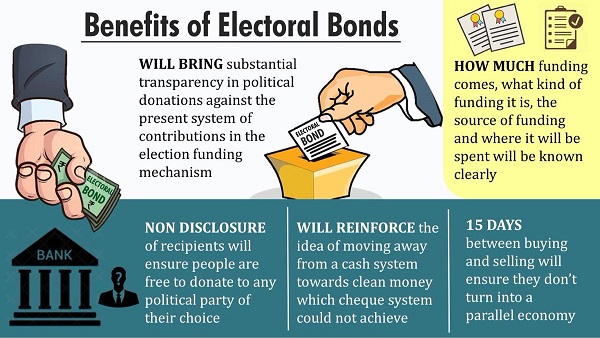 Benefits of Electoral Bonds
WILL BRING substantial
transparency in political
donations against the
present system of
contributions in the
election funding
mechanism
ELECTORAL
BOND
HOW MUCH funding
comes, what kind of
funding it is, the
source of funding
and where it will be
spent will be known
clearly
ELECTORAL
BOND
₹
BANK
?
NON DISCLOSURE
of recipients will
ensure people are
free to donate to any
political party of
their choice
WILL REINFORCE the
idea of moving away
from a cash system
towards clean money
which cheque system
could not achieve
15 DAYS
between buying
and selling will
ensure they don't
turn into a
parallel economy